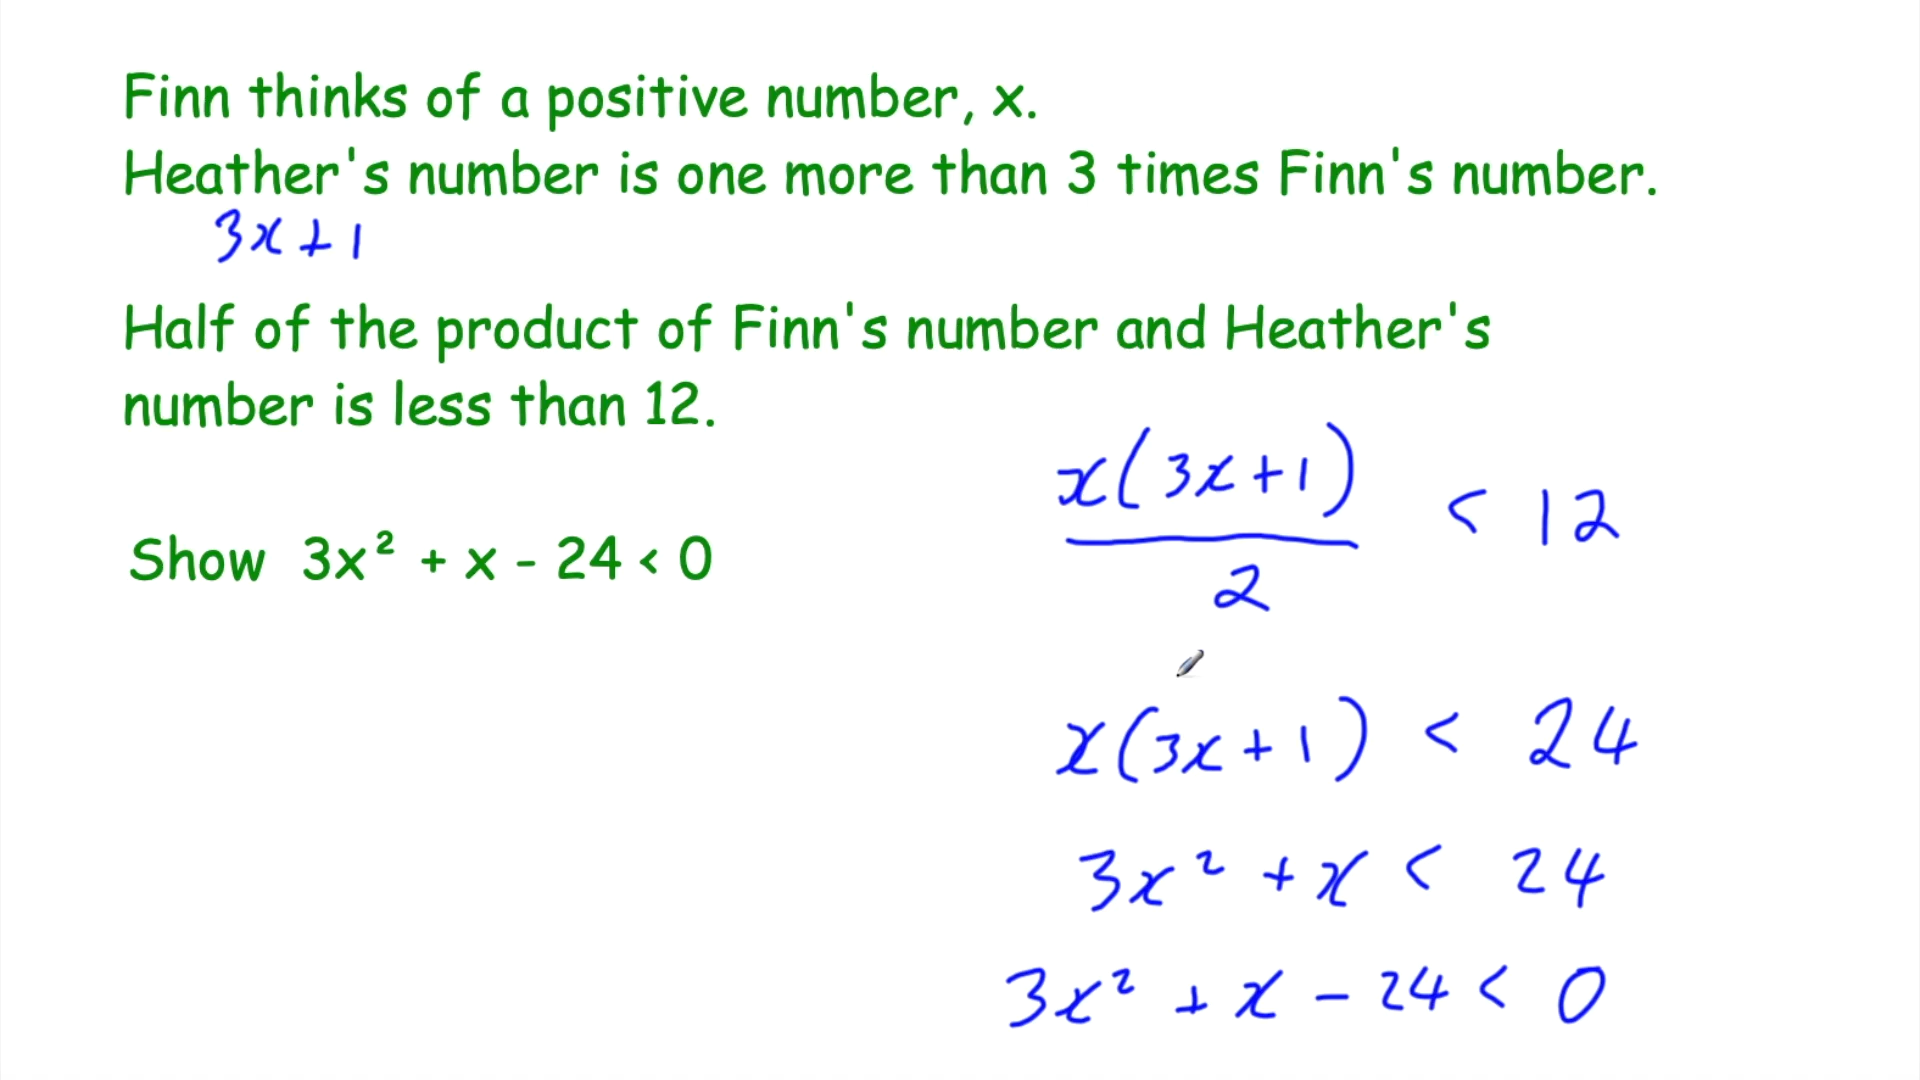 Finn thinks of a positive number, x.
Heather's number is one more than 3 times Finn's number.
3x+1
Half of the product of Finn's number and Heather's
number is less than 12.
x(3x+1)
< 12
2
Show 3x² + x - 24 < 0
x(3x+1) < 24
3x² + x < 24
3x² + x - 24 < 0